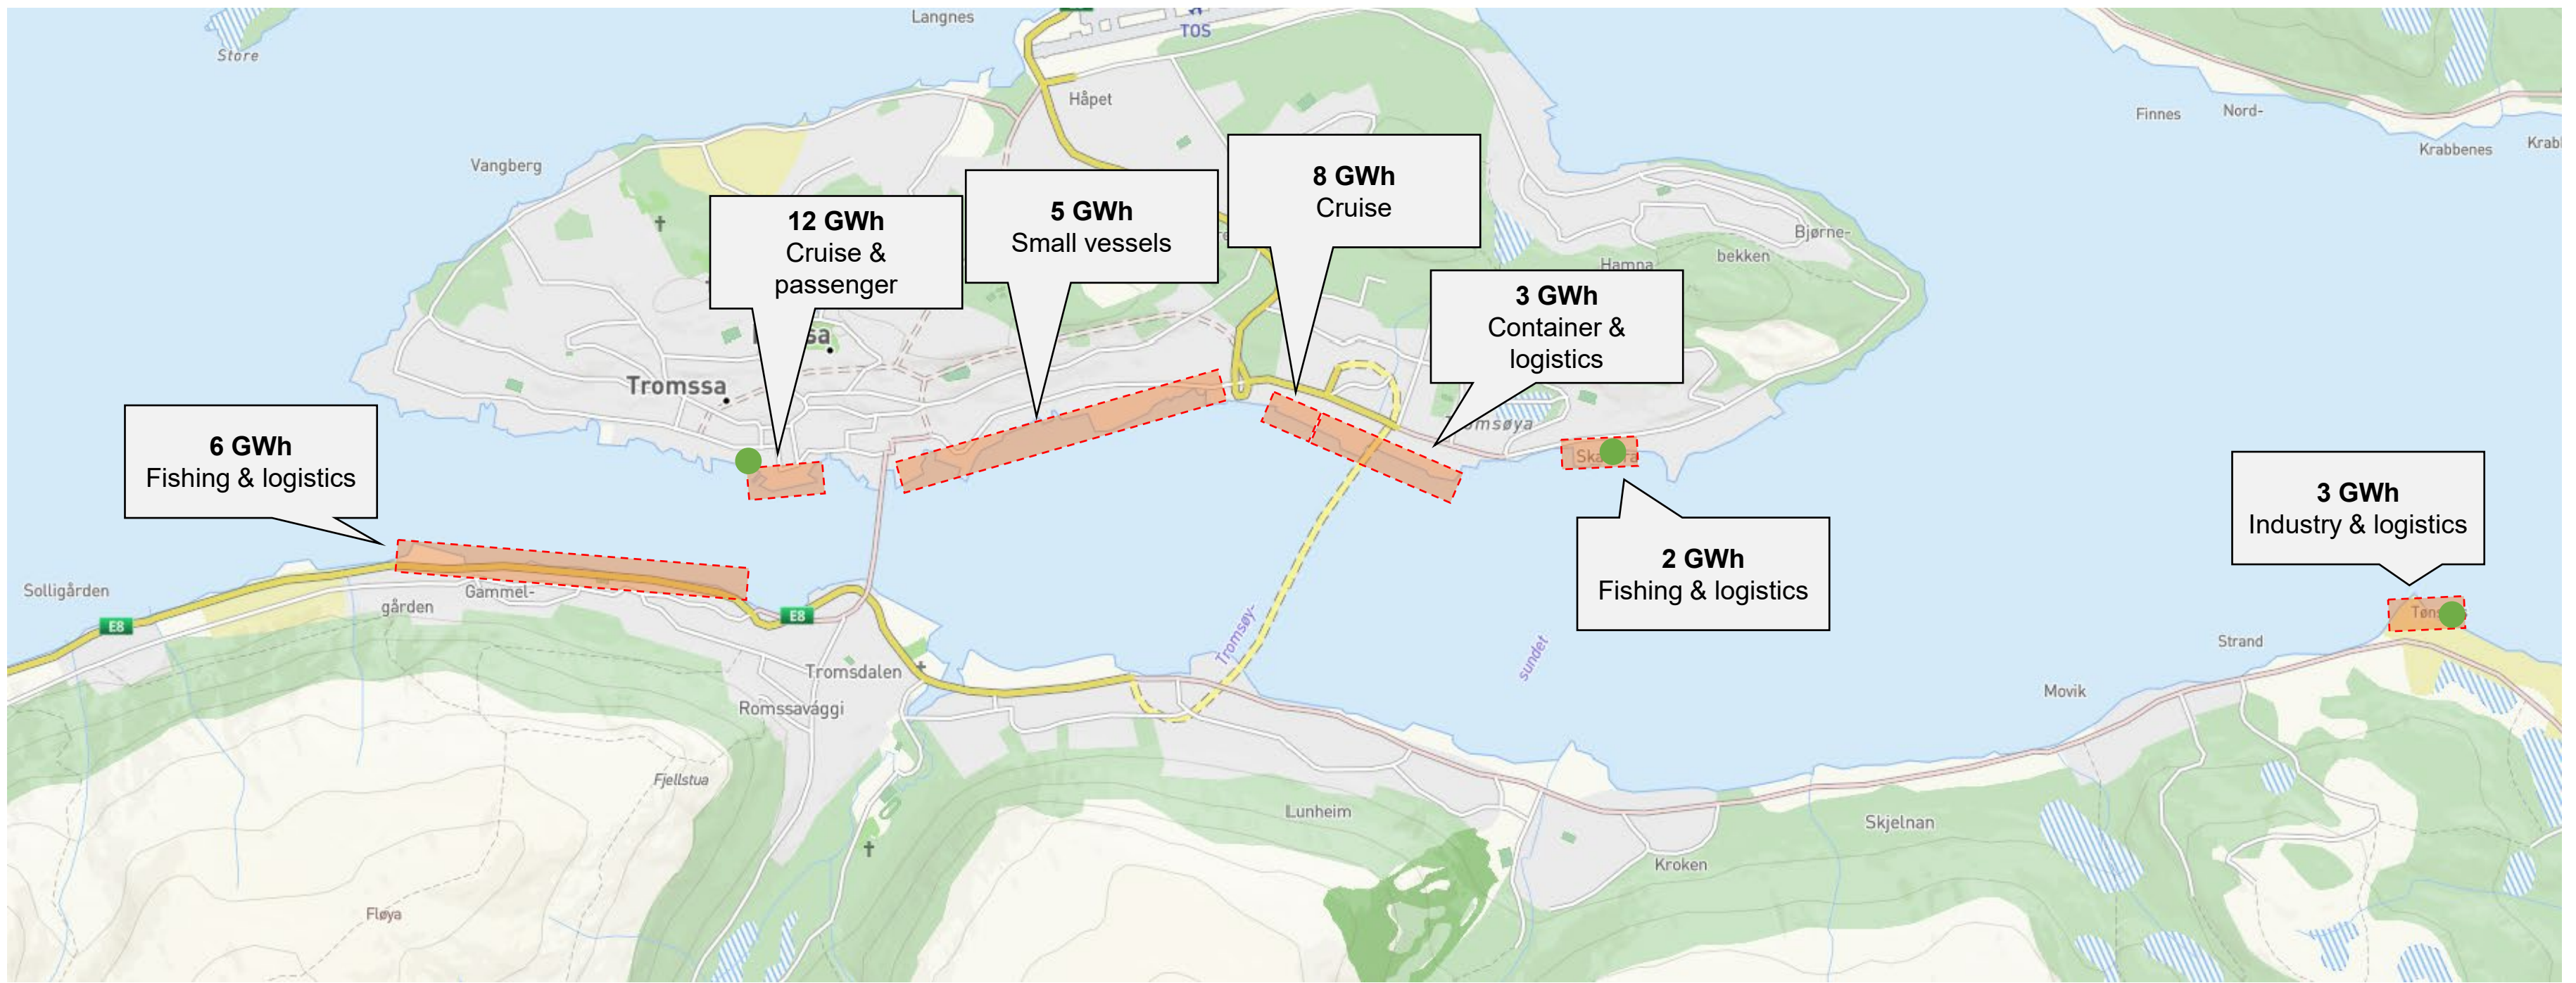 Langnes
TOS
Store
Håpet
Finnes
Nord-
Krabbenes
Vangberg
12 GWh
Cruise &
passenger
5 GWh
Small vessels
8 GWh
Cruise
3 GWh
Container &
logistics
Bjørne-
bekken
Hamna
Tromssa
6 GWh
Fishing & logistics
2 GWh
Fishing & logistics
3 GWh
Industry & logistics
Solligården
E8
gården
Gammel-
E8
Tromsdalen
Romssavággi
Tromsøy-
sundet
Strand
Movik
Fjellstua
Lunheim
Skjelnan
Kroken
Fløya